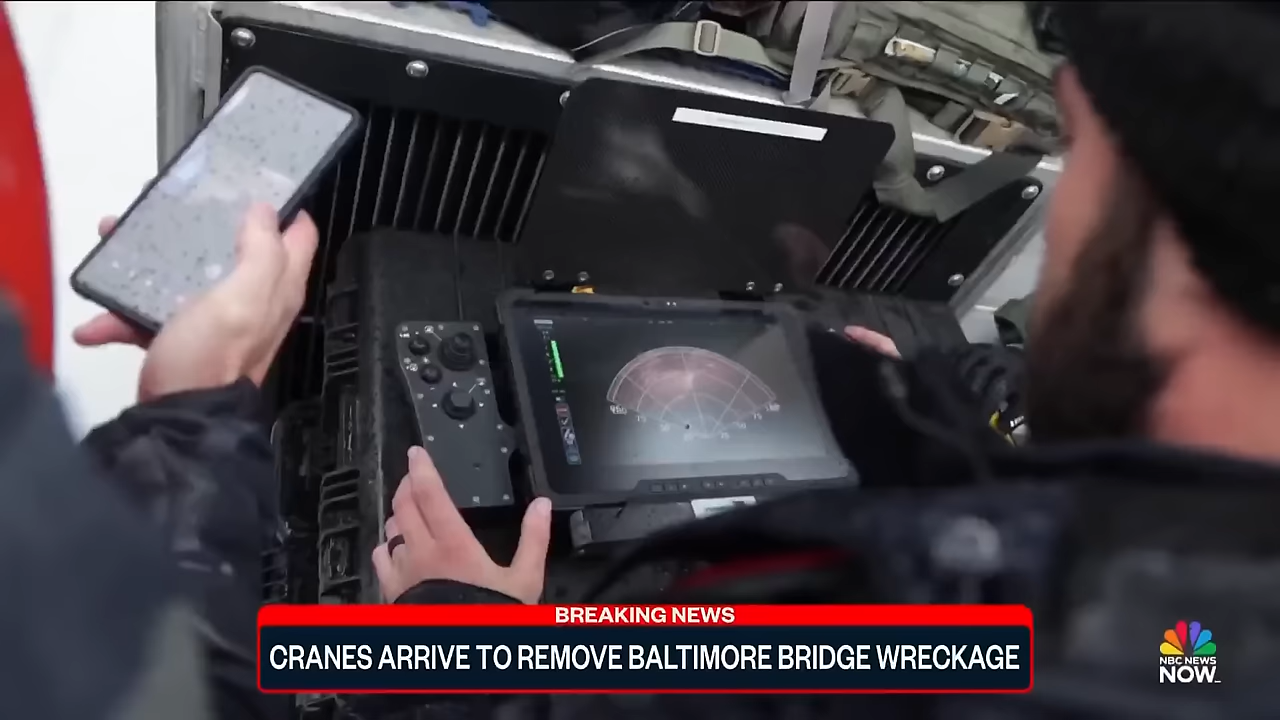 BREAKING NEWS
CRANES ARRIVE TO REMOVE BALTIMORE BRIDGE WRECKAGE
NBC NEWS
NOW